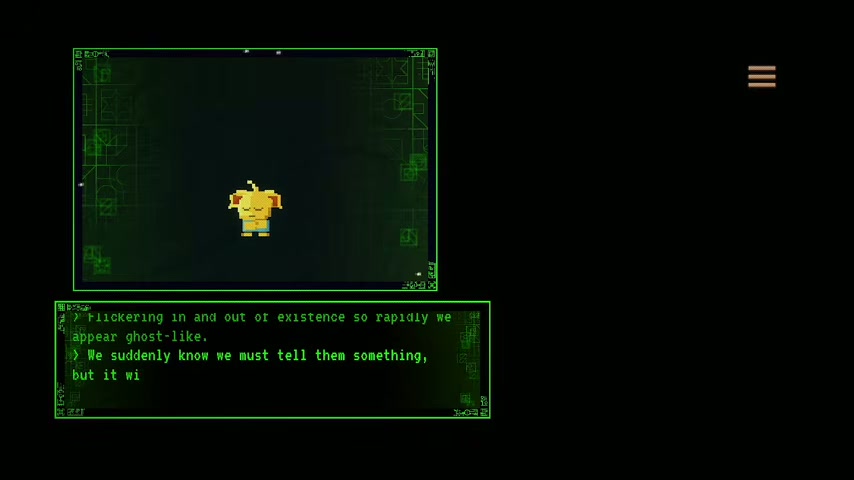 > Flickering in and out of existence so rapidly we
appear ghost-like.
> We suddenly know we must tell them something,
but it wi